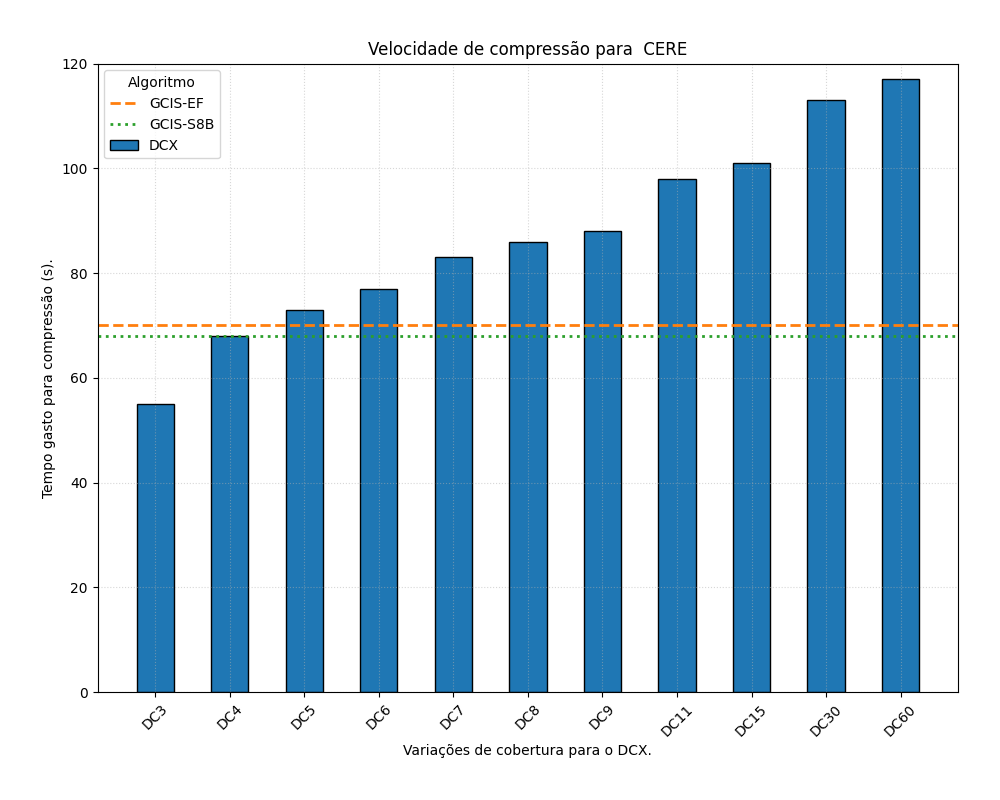 Velocidade de compressão para  CERE
Algoritmo
GCIS-EF
GCIS-S8B
DCX
Tempo gasto para compressão (s).
120
100
80
60
40
20
0
DC3
DC4
DC5
DC6
DC7
DC8
DC9
DC11
DC15
DC30
DC60
Variações de cobertura para o DCX.